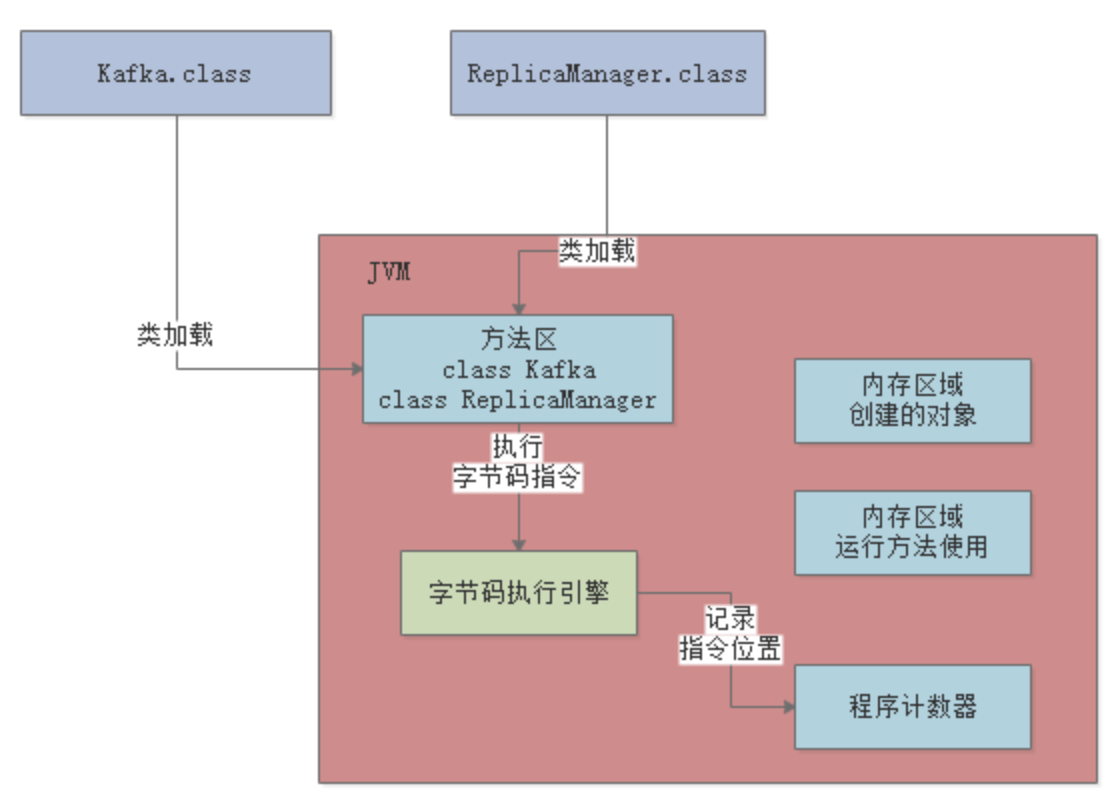 Kafka.class
ReplicaManager.class
类加载
JVM
类加载
方法区
class Kafka
class ReplicaManager
内存区域
创建的对象
执行
字节码指令
内存区域
运行方法使用
字节码执行引擎
记录
指令位置
程序计数器